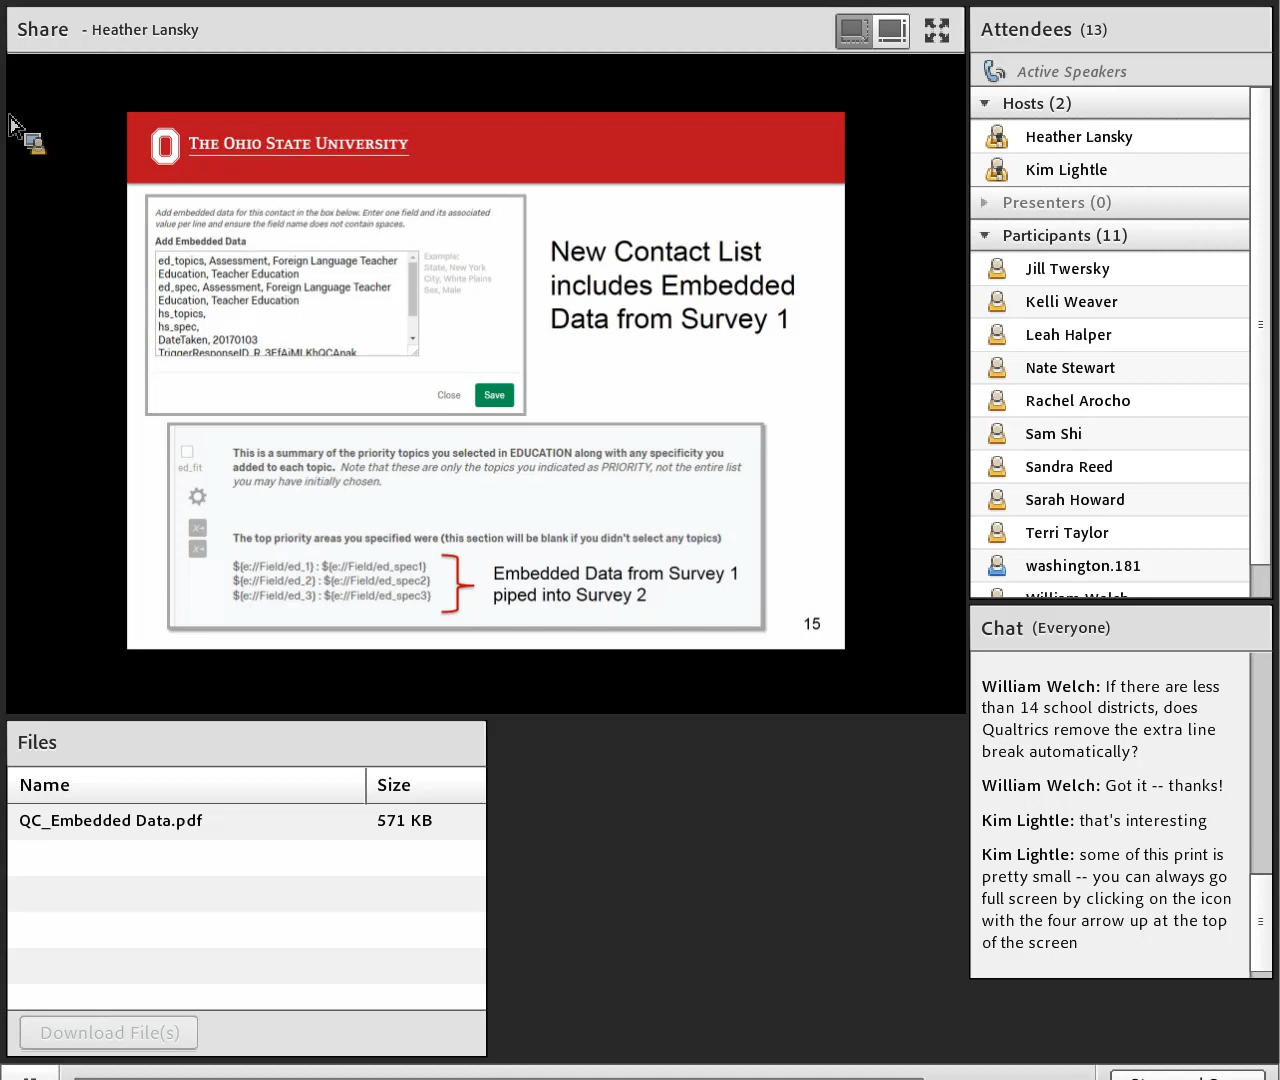 Share - Heather Lansky
THE OHIO STATE UNIVERSITY
Add embedded data for this contact in the box below. Enter one field and its associated
value per line and ensure the field name does not contain spaces.
Add Embedded Data
ed_topics, Assessment, Foreign Language Teacher
Education, Teacher Education
ed_spec, Assessment, Foreign Language Teacher
Education, Teacher Education
hs_topics,
hs_spec,
DateTaken, 20170103
Example:
State, New York
City, White Plains
Sex, Male
Close
Save
New Contact List
includes Embedded
Data from Survey 1
ed_fit
This is a summary of the priority topics you selected in EDUCATION along with any specificity you
added to each topic. Note that these are only the topics you indicated as PRIORITY, not the entire list
you may have initially chosen.
The top priority areas you specified were (this section will be blank if you didn't select any topics)
${e://Field/ed_1} : ${e://Field/ed_spec1}
${e://Field/ed_2} : ${e://Field/ed_spec2}
${e://Field/ed_3} : ${e://Field/ed_spec3}
Embedded Data from Survey 1
piped into Survey 2
15
Attendees (13)
Active Speakers
Hosts (2)
Heather Lansky
Kim Lightle
Presenters (0)
Participants (11)
Jill Twersky
Kelli Weaver
Leah Halper
Nate Stewart
Rachel Arocho
Sam Shi
Sandra Reed
Sarah Howard
Terri Taylor
washington.181
William Welch
Chat (Everyone)
William Welch: If there are less
than 14 school districts, does
Qualtrics remove the extra line
break automatically?
William Welch: Got it -- thanks!
Kim Lightle: that's interesting
Kim Lightle: some of this print is
pretty small -- you can always go
full screen by clicking on the icon
with the four arrow up at the top
of the screen
Files
Name Size
QC_Embedded Data.pdf 571 KB
Download File(s)